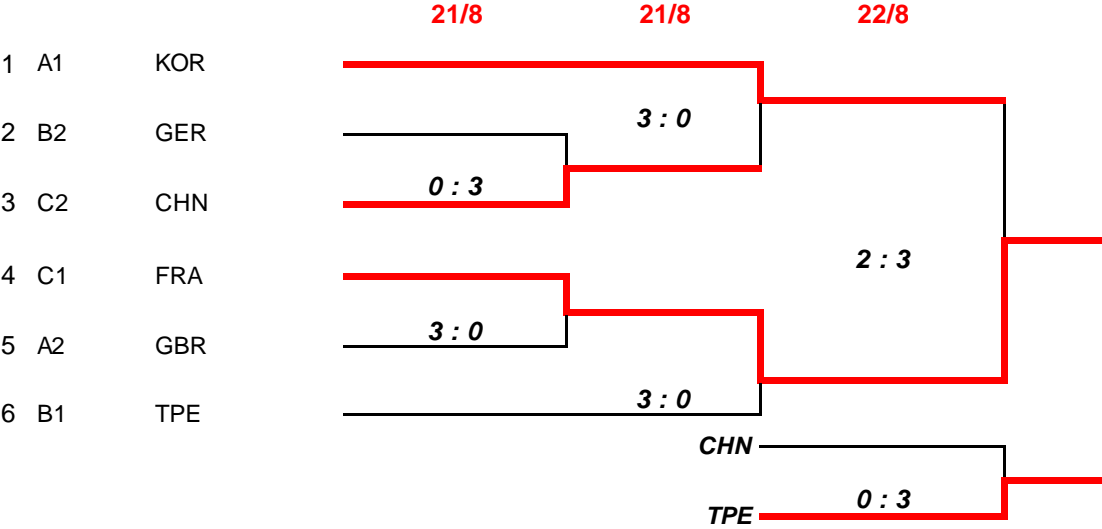 21/8 21/8 22/8
1 A1 KOR
3 : 0
2 B2 GER
0 : 3
3 C2 CHN
2 : 3
4 C1 FRA
3 : 0
5 A2 GBR
3 : 0
6 B1 TPE
CHN
0 : 3
TPE